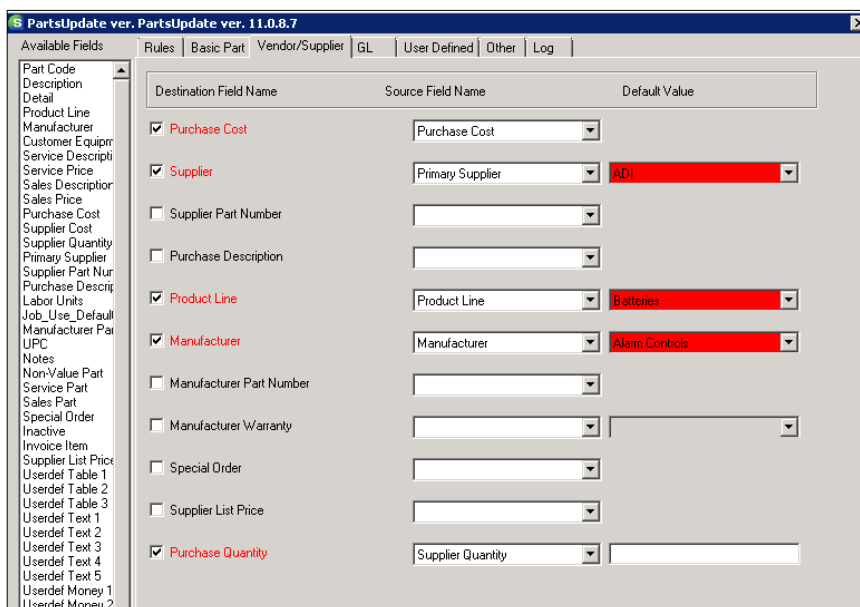 S PartsUpdate ver. PartsUpdate ver. 11.0.8.7
Available Fields
Rules Basic Part Vendor/Supplier GL User Defined Other Log
Part Code
Description
Detail
Product Line
Manufacturer
Customer Equipm
Service Descripti
Service Price
Sales Description
Sales Price
Purchase Cost
Supplier Cost
Supplier Quantity
Primary Supplier
Supplier Part Nur
Purchase Descrip
Labor Units
Job_Use_Default
Manufacturer Par
UPC
Notes
Non-Value Part
Service Part
Sales Part
Special Order
Inactive
Invoice Item
Supplier List Price
Userdef Table 1
Userdef Table 2
Userdef Table 3
Userdef Text 1
Userdef Text 2
Userdef Text 3
Userdef Text 4
Userdef Text 5
Userdef Money 1
Userdef Money 2
Destination Field Name Source Field Name Default Value
Purchase Cost Purchase Cost
Supplier Primary Supplier ADI
Supplier Part Number
Purchase Description
Product Line Product Line Batteries
Manufacturer Manufacturer Alarm Controls
Manufacturer Part Number
Manufacturer Warranty
Special Order
Supplier List Price
Purchase Quantity Supplier Quantity